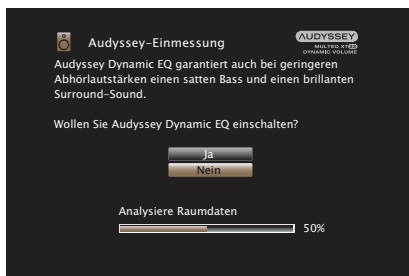 Audyssey-Einmessung
AUDYSSEY
MULTEQ XT32
DYNAMIC VOLUME
Audyssey Dynamic EQ garantiert auch bei geringeren
Abhörlautstärken einen satten Bass und einen brillanten
Surround-Sound.
Wollen Sie Audyssey Dynamic EQ einschalten?
Ja
Nein
Analysiere Raumdaten
50%